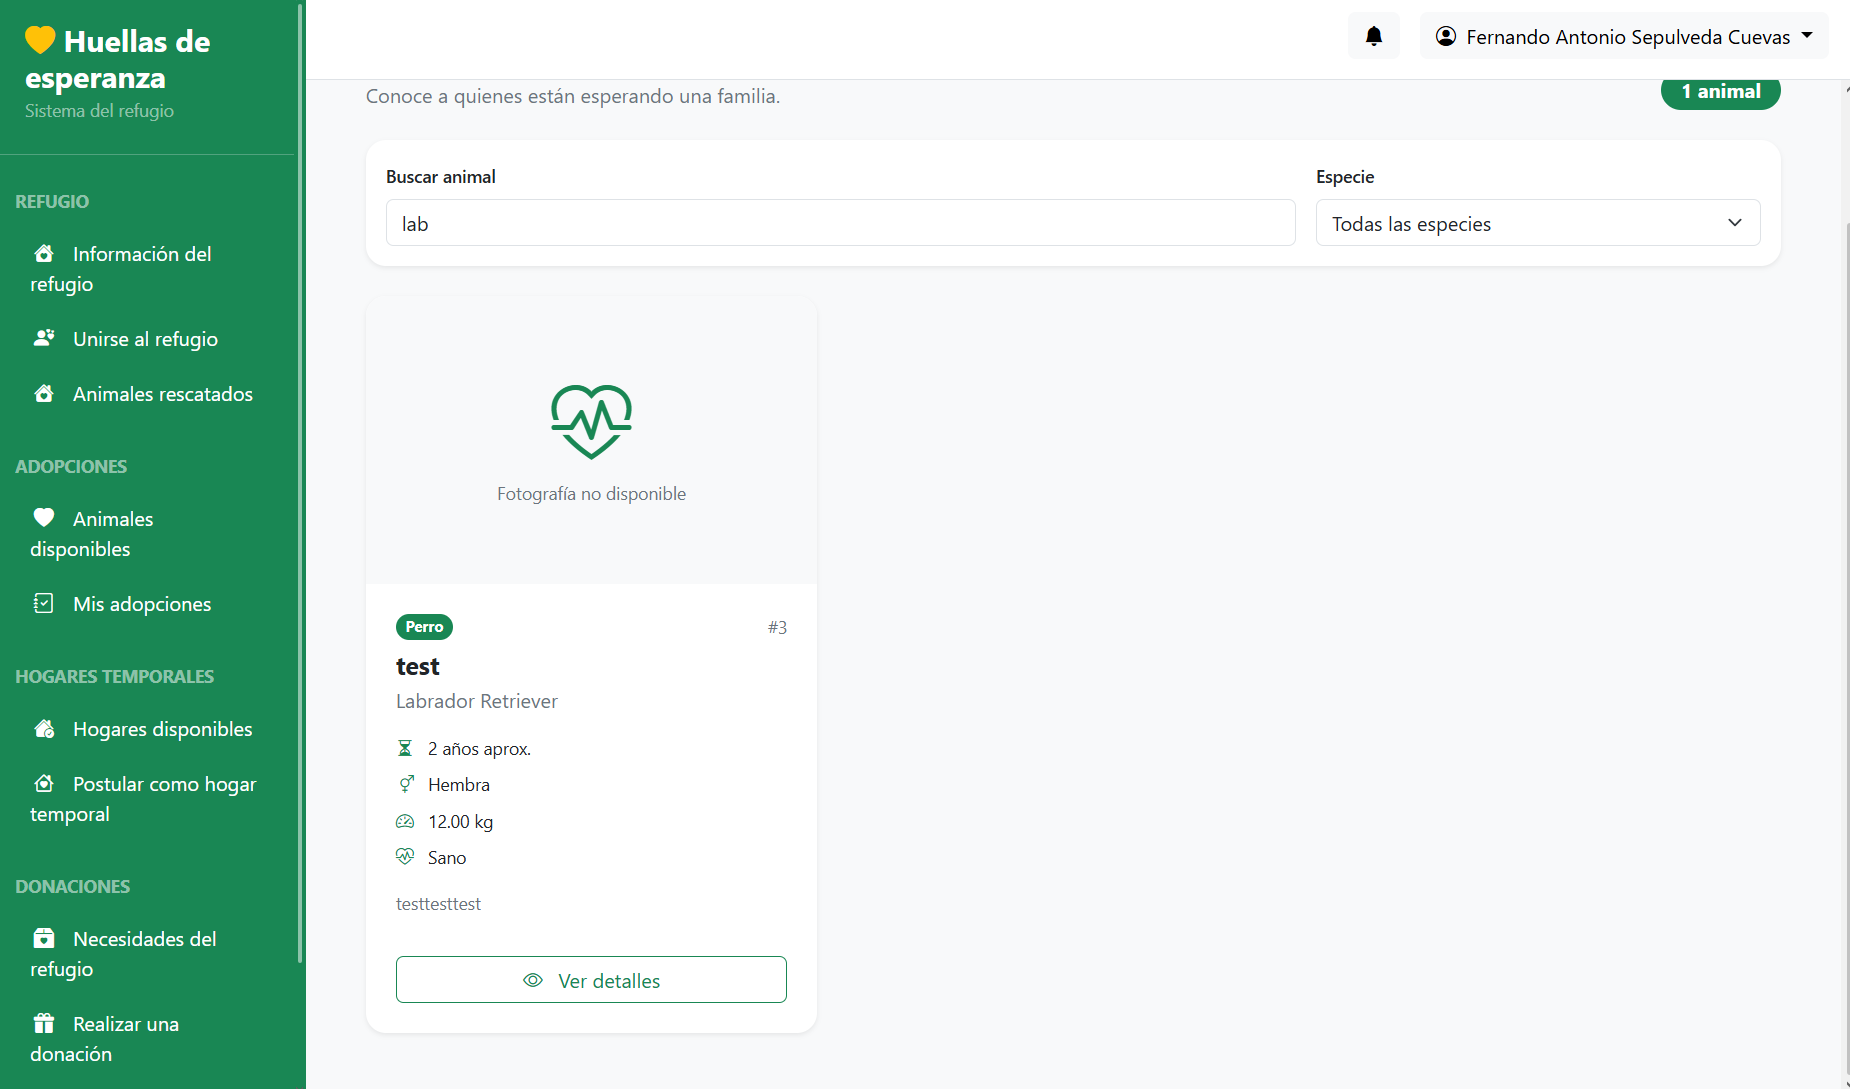 Huellas de
esperanza
Sistema del refugio
REFUGIO
Información del
refugio
Unirse al refugio
Animales rescatados
ADOPCIONES
Animales
disponibles
Mis adopciones
HOGARES TEMPORALES
Hogares disponibles
Postular como hogar
temporal
DONACIONES
Necesidades del
refugio
Realizar una
donación
Fernando Antonio Sepulveda Cuevas
Conoce a quienes están esperando una familia.
1 animal
Buscar animal
lab
Especie
Todas las especies
Fotografía no disponible
Perro
#3
test
Labrador Retriever
2 años aprox.
Hembra
12.00 kg
Sano
testtesttest
Ver detalles